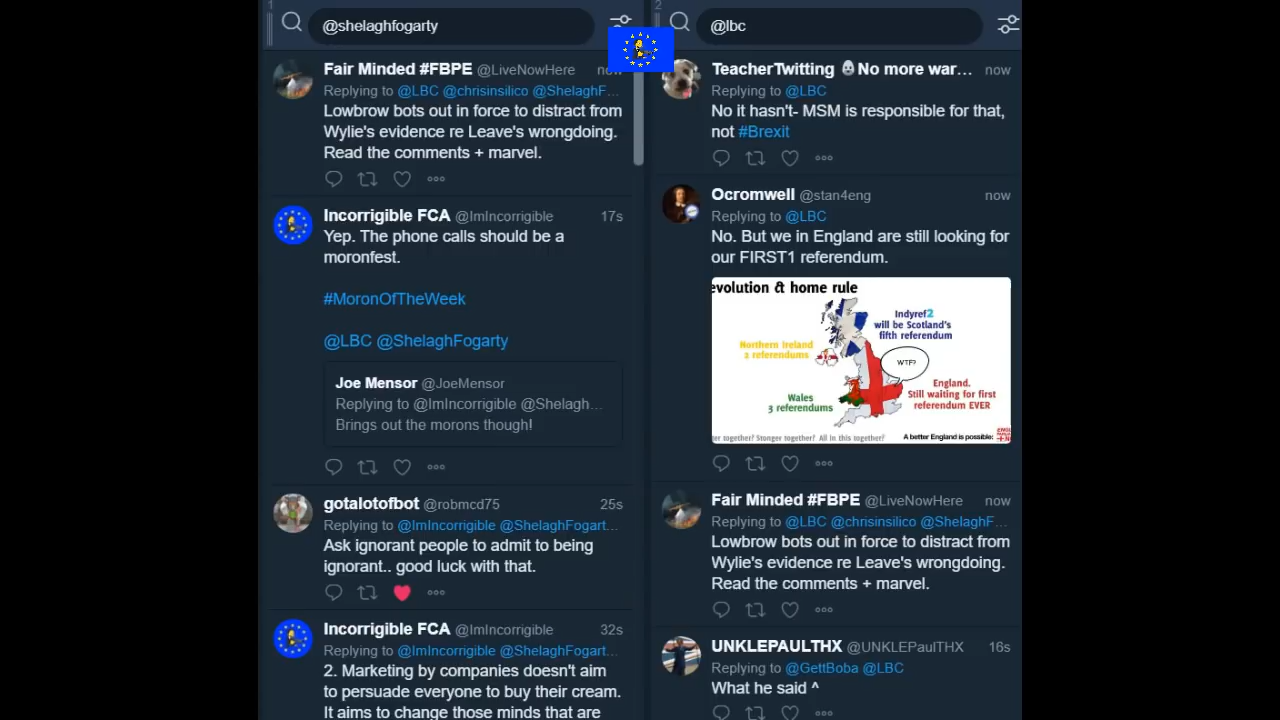 1
@shelaghfogarty
Fair Minded #FBPE @LiveNowHere now
Replying to @LBC @chrisinsilico @ShelaghF...
Lowbrow bots out in force to distract from
Wylie's evidence re Leave's wrongdoing.
Read the comments + marvel.
Incorrigible FCA @ImIncorrigible 17s
Yep. The phone calls should be a
moronfest.
#MoronOfTheWeek
@LBC @ShelaghFogarty
Joe Mensor @JoeMensor
Replying to @ImIncorrigible @Shelagh...
Brings out the morons though!
gotalotofbot @robmcd75 25s
Replying to @ImIncorrigible @ShelaghFogart...
Ask ignorant people to admit to being
ignorant.. good luck with that.
Incorrigible FCA @ImIncorrigible 32s
Replying to @ImIncorrigible @ShelaghFogart...
2. Marketing by companies doesn't aim
to persuade everyone to buy their cream.
It aims to change those minds that are
2
@lbc
TeacherTwitting No more war... now
Replying to @LBC
No it hasn't- MSM is responsible for that,
not #Brexit
Ocromwell @stan4eng now
Replying to @LBC
No. But we in England are still looking for
our FIRST1 referendum.
evolution & home rule
Indyref2
will be Scotland's
fifth referendum
Northern Ireland
2 referendums
WTF?
Wales
3 referendums
England.
Still waiting for first
referendum EVER
er together? Stonger together? All in this together?
A better England is possible:
Fair Minded #FBPE @LiveNowHere now
Replying to @LBC @chrisinsilico @ShelaghF...
Lowbrow bots out in force to distract from
Wylie's evidence re Leave's wrongdoing.
Read the comments + marvel.
UNKLEPAULTHX @UNKLEPaulTHX 16s
Replying to @GettBoba @LBC
What he said ^